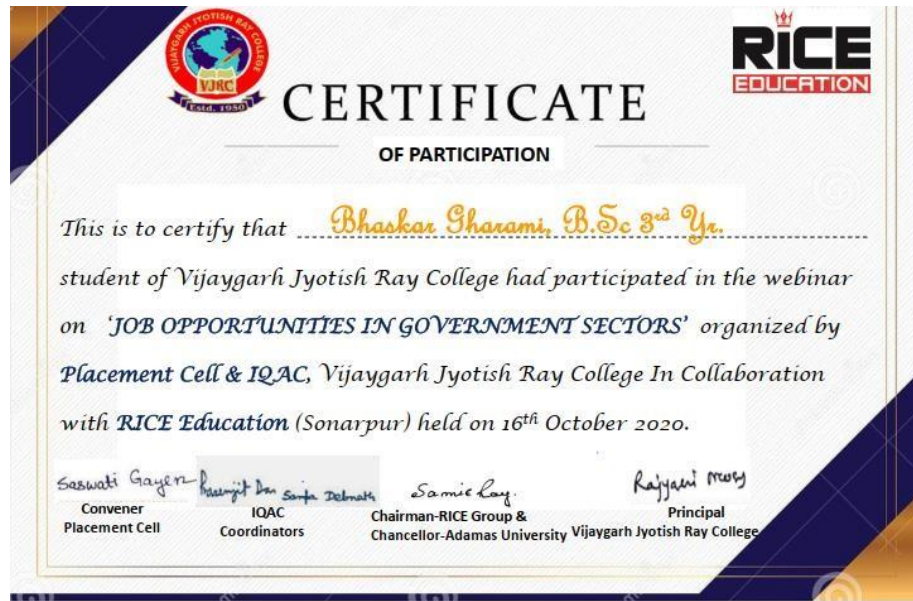 VIJAYGARH JYOTISH RAY COLLEGE
VJRC
Estd. 1950
RICE
EDUCATION
CERTIFICATE
OF PARTICIPATION
This is to certify that Bhaskar Gharami, B.Sc 3rd Yr.
student of Vijaygarh Jyotish Ray College had participated in the webinar
on 'JOB OPPORTUNITIES IN GOVERNMENT SECTORS' organized by
Placement Cell & IQAC, Vijaygarh Jyotish Ray College In Collaboration
with RICE Education (Sonarpur) held on 16th October 2020.
Saswati Gayen Sampa Debnath Samit Ray.
Convener IQAC Chairman-RICE Group & Principal
Placement Cell Coordinators Chancellor-Adamas University Vijaygarh Jyotish Ray College